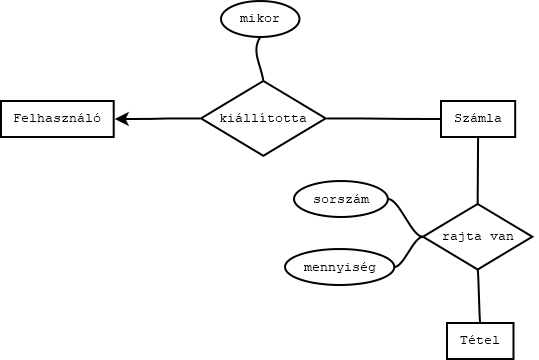 mikor
Felhasználó
kiállította
Számla
sorszám
rajta van
mennyiség
Tétel